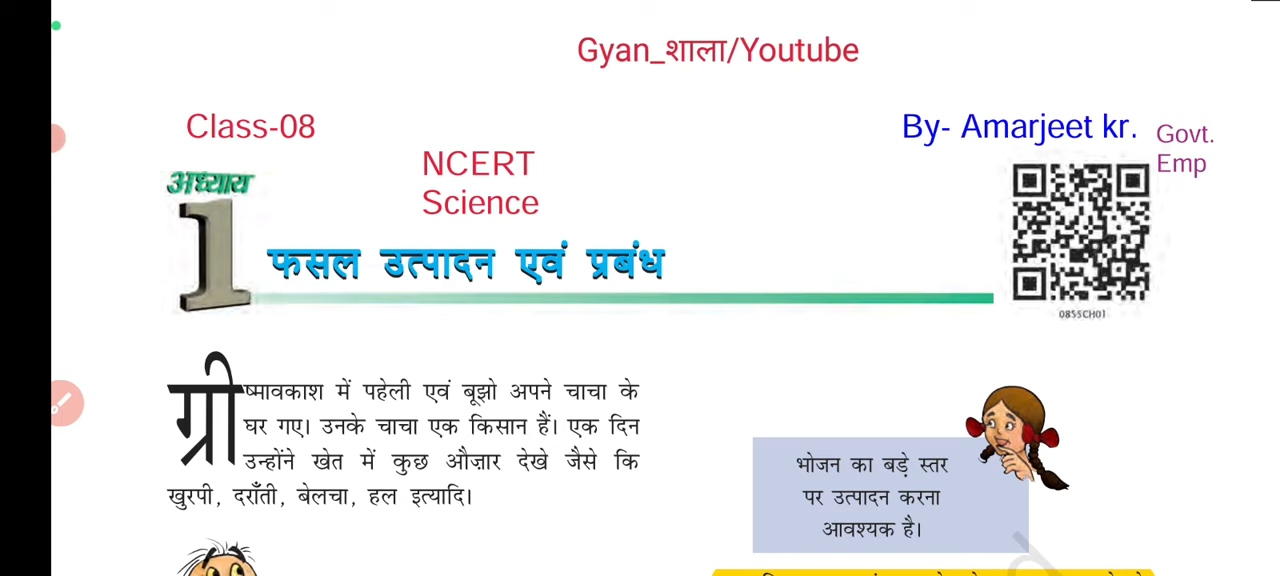 Gyan_शाला/Youtube
Class-08
By- Amarjeet kr.
Govt.
Emp
NCERT
Science
अध्याय
1
फसल उत्पादन एवं प्रबंध
0855CH01
ग्रीष्मावकाश में पहेली एवं बूझो अपने चाचा के
घर गए। उनके चाचा एक किसान हैं। एक दिन
उन्होंने खेत में कुछ औज़ार देखे जैसे कि
खुरपी, दराँती, बेलचा, हल इत्यादि।
भोजन का बड़े स्तर
पर उत्पादन करना
आवश्यक है।